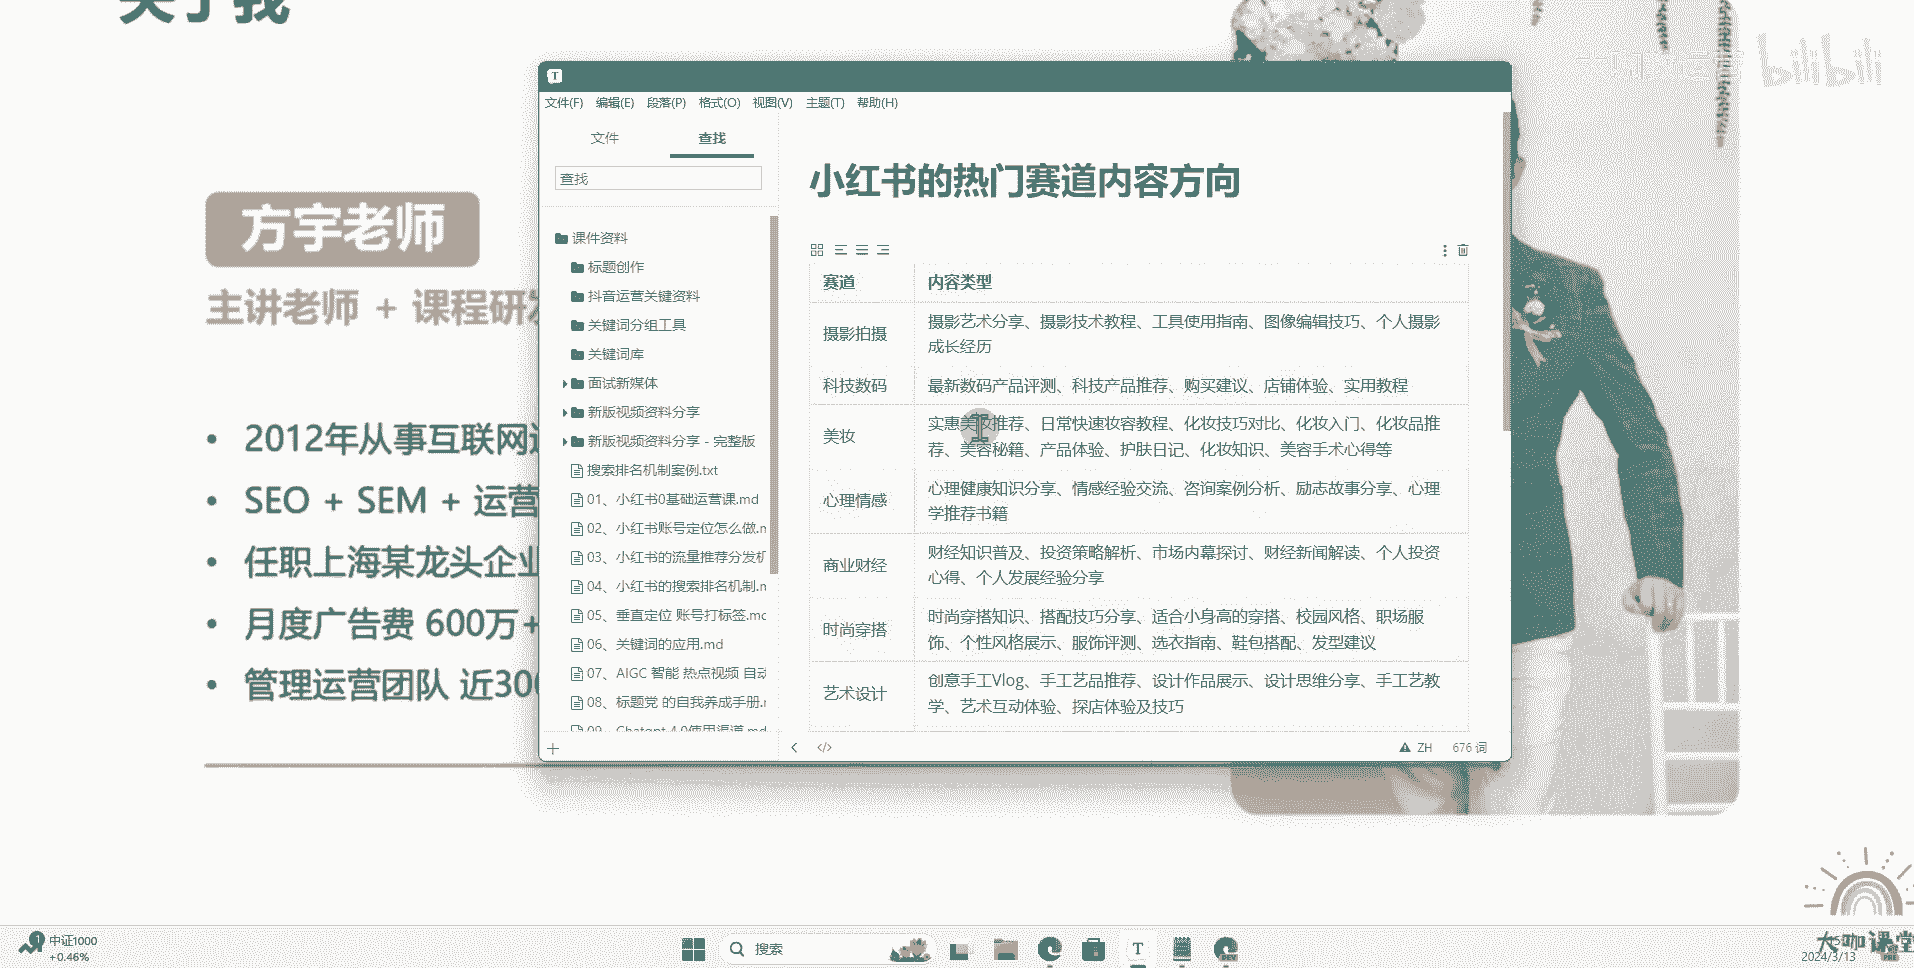 关于我
bilibili
方宇老师
主讲老师 + 课程研发
2012年从事互联网
SEO + SEM + 运营
任职上海某龙头企业
月度广告费 600万+
管理运营团队 近300
T
文件(F) 编辑(E) 段落(P) 格式(O) 视图(V) 主题(T) 帮助(H)
文件 查找
查找
课件资料
标题创作
抖音运营关键资料
关键词分组工具
关键词库
面试新媒体
新版视频资料分享
新版视频资料分享 - 完整版
搜索排名机制案例.txt
01、小红书0基础运营课.md
02、小红书账号定位怎么做.m
03、小红书的流量推荐分发机
04、小红书的搜索排名机制.m
05、垂直定位 账号打标签.mc
06、关键词的应用.md
07、AIGC 智能 热点视频 自动
08、标题党 的自我养成手册.r
09、Chatgpt 4.0使用渠道.md
小红书的热门赛道内容方向
赛道 内容类型
摄影拍摄 摄影艺术分享、摄影技术教程、工具使用指南、图像编辑技巧、个人摄影
成长经历
科技数码 最新数码产品评测、科技产品推荐、购买建议、店铺体验、实用教程
美妆 实惠美妆推荐、日常快速妆容教程、化妆技巧对比、化妆入门、化妆品推
荐、美容秘籍、产品体验、护肤日记、化妆知识、美容手术心得等
心理情感 心理健康知识分享、情感经验交流、咨询案例分析、励志故事分享、心理
学推荐书籍
商业财经 财经知识普及、投资策略解析、市场内幕探讨、财经新闻解读、个人投资
心得、个人发展经验分享
时尚穿搭 时尚穿搭知识、搭配技巧分享、适合小身高的穿搭、校园风格、职场服
饰、个性风格展示、服饰评测、选衣指南、鞋包搭配、发型建议
艺术设计 创意手工Vlog、手工艺品推荐、设计作品展示、设计思维分享、手工艺教
学、艺术互动体验、探店体验及技巧
ZH 676 词
1
中证1000
+0.46%
搜索
T
DEV
大咖课堂
2024/3/13
PRE